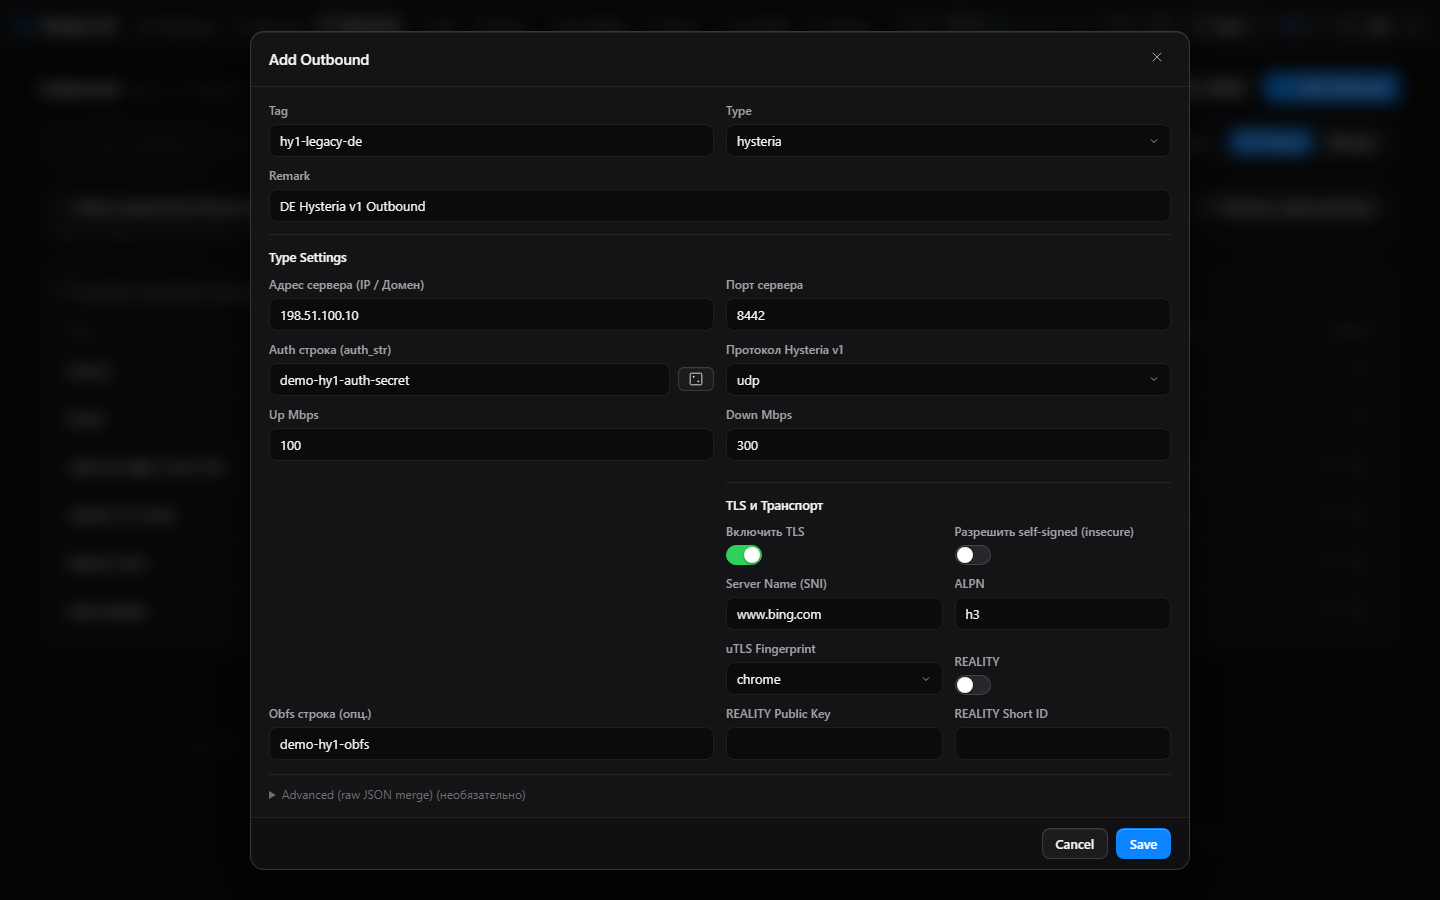 Add Outbound
Tag
Type
hy1-legacy-de
hysteria
Remark
DE Hysteria v1 Outbound
Type Settings
Адрес сервера (IP / Домен)
Порт сервера
198.51.100.10
8442
Auth строка (auth_str)
Протокол Hysteria v1
demo-hy1-auth-secret
udp
Up Mbps
Down Mbps
100
300
TLS и Транспорт
Включить TLS
Разрешить self-signed (insecure)
Server Name (SNI)
ALPN
www.bing.com
h3
uTLS Fingerprint
REALITY
chrome
Obfs строка (опц.)
REALITY Public Key
REALITY Short ID
demo-hy1-obfs
Advanced (raw JSON merge) (необязательно)
Cancel
Save